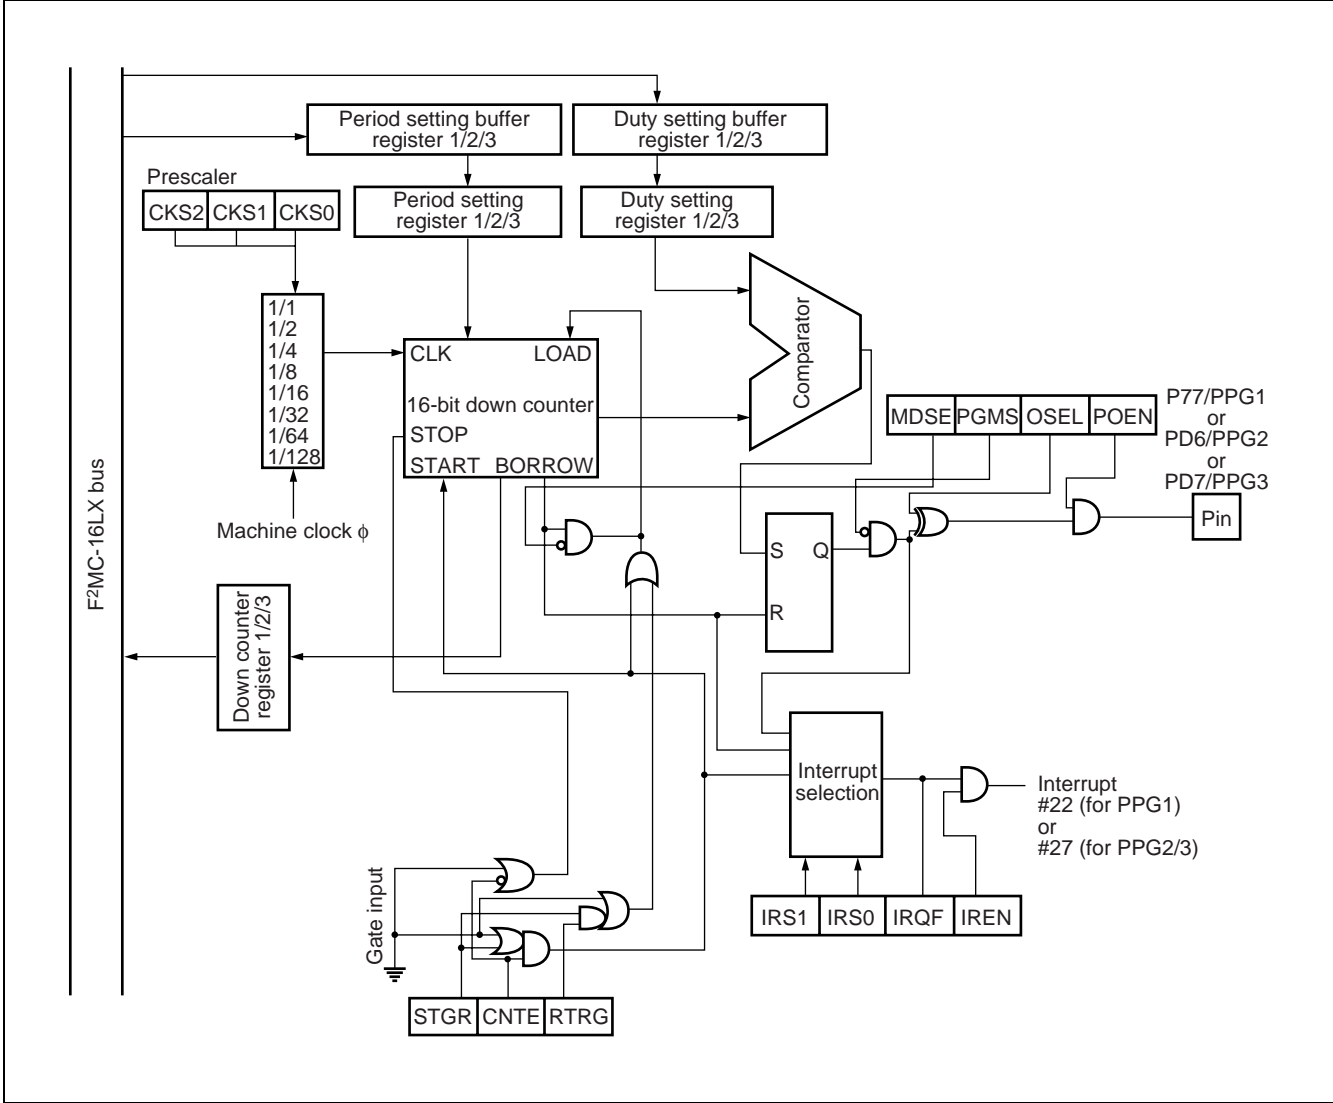 Period setting buffer
register 1/2/3
Duty setting buffer
register 1/2/3
Prescaler
CKS2 CKS1 CKS0
Period setting
register 1/2/3
Duty setting
register 1/2/3
1/1
1/2
1/4
1/8
1/16
1/32
1/64
1/128
CLK LOAD
16-bit down counter
STOP
START BORROW
Comparator
MDSE PGMS OSEL POEN
P77/PPG1
or
PD6/PPG2
or
PD7/PPG3
Pin
Machine clock ϕ
S Q
R
F²MC-16LX bus
Down counter
register 1/2/3
Interrupt
selection
Interrupt
#22 (for PPG1)
or
#27 (for PPG2/3)
Gate input
IRS1 IRS0 IRQF IREN
STGR CNTE RTRG